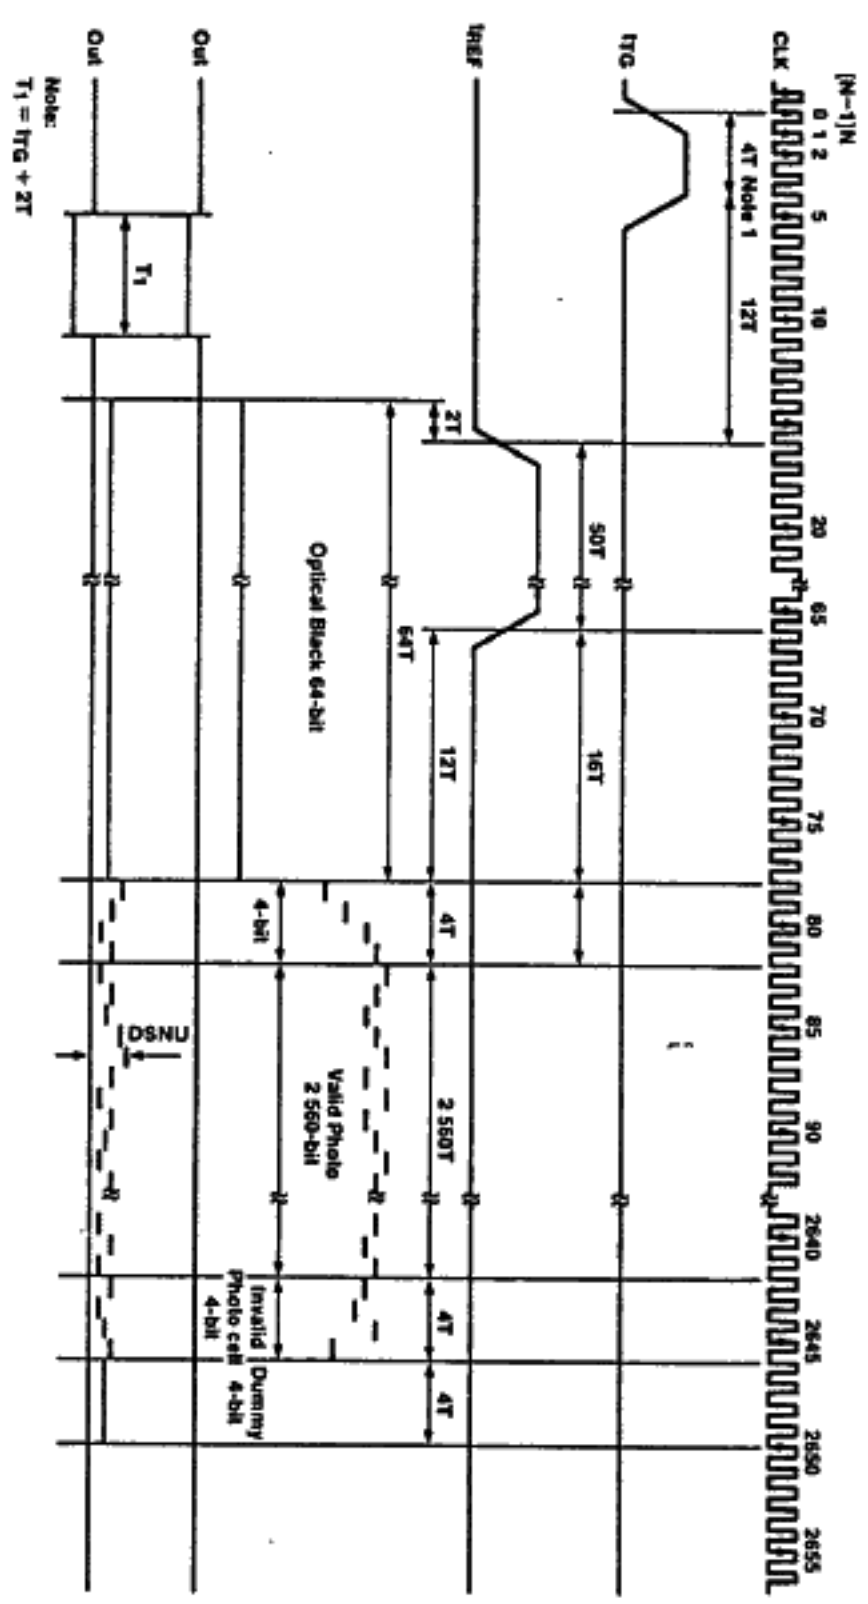 [N-1]N
0 1 2 5 10 20 65 70 75 80 85 90 2640 2645 2650 2655
CLK
4T Note 1 12T
tTG
50T 16T
tREF
2T 12T 4T 2 560T 4T 4T
64T
Optical Black 64-bit
Valid Photo
2 560-bit
4-bit
Invalid
Photo cell
4-bit
Dummy
4-bit
Out
DSNU
T1
Out
Note:
T1 = tTG + 2T